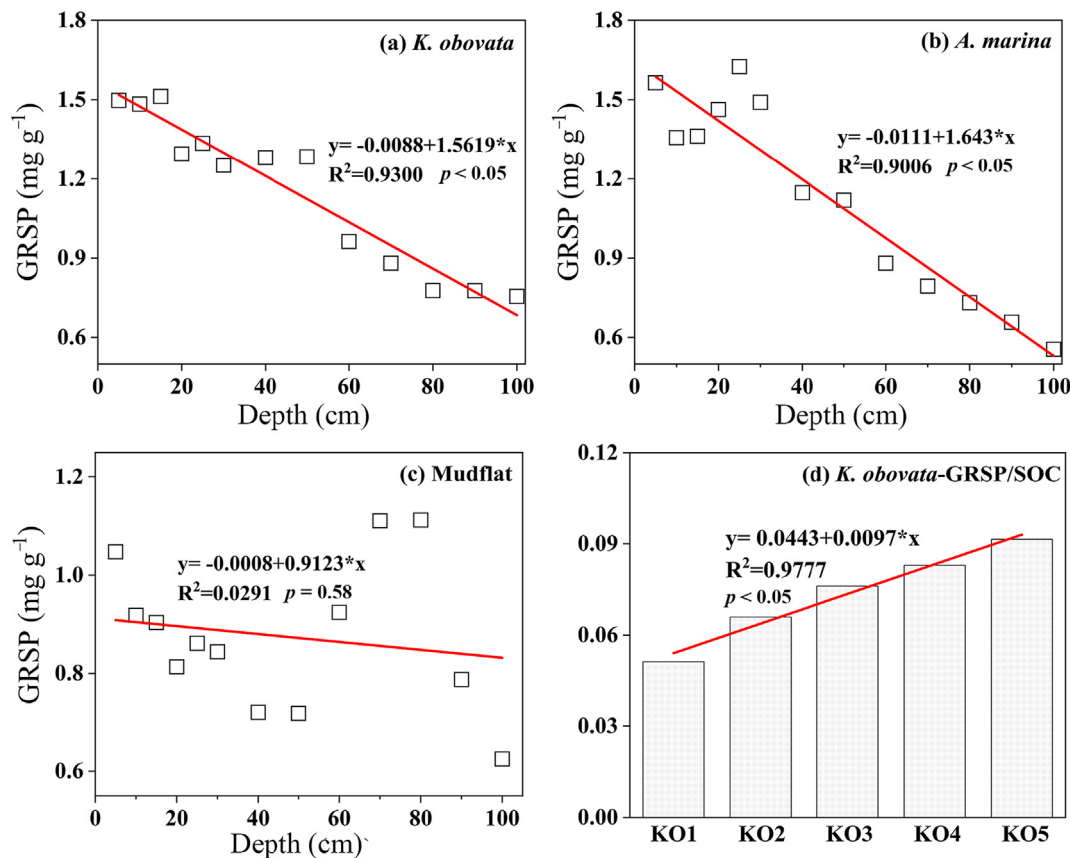 (a) K. obovata
y= -0.0088+1.5619*x
R²=0.9300 p < 0.05
GRSP (mg g⁻¹)
1.8
1.5
1.2
0.9
0.6
0 20 40 60 80 100
Depth (cm)
(b) A. marina
y= -0.0111+1.643*x
R²=0.9006 p < 0.05
GRSP (mg g⁻¹)
1.8
1.5
1.2
0.9
0.6
0 20 40 60 80 100
Depth (cm)
(c) Mudflat
y= -0.0008+0.9123*x
R²=0.0291 p = 0.58
GRSP (mg g⁻¹)
1.2
1.0
0.8
0.6
0 20 40 60 80 100
Depth (cm)`
(d) K. obovata-GRSP/SOC
y= 0.0443+0.0097*x
R²=0.9777
p < 0.05
0.12
0.09
0.06
0.03
0.00
KO1 KO2 KO3 KO4 KO5